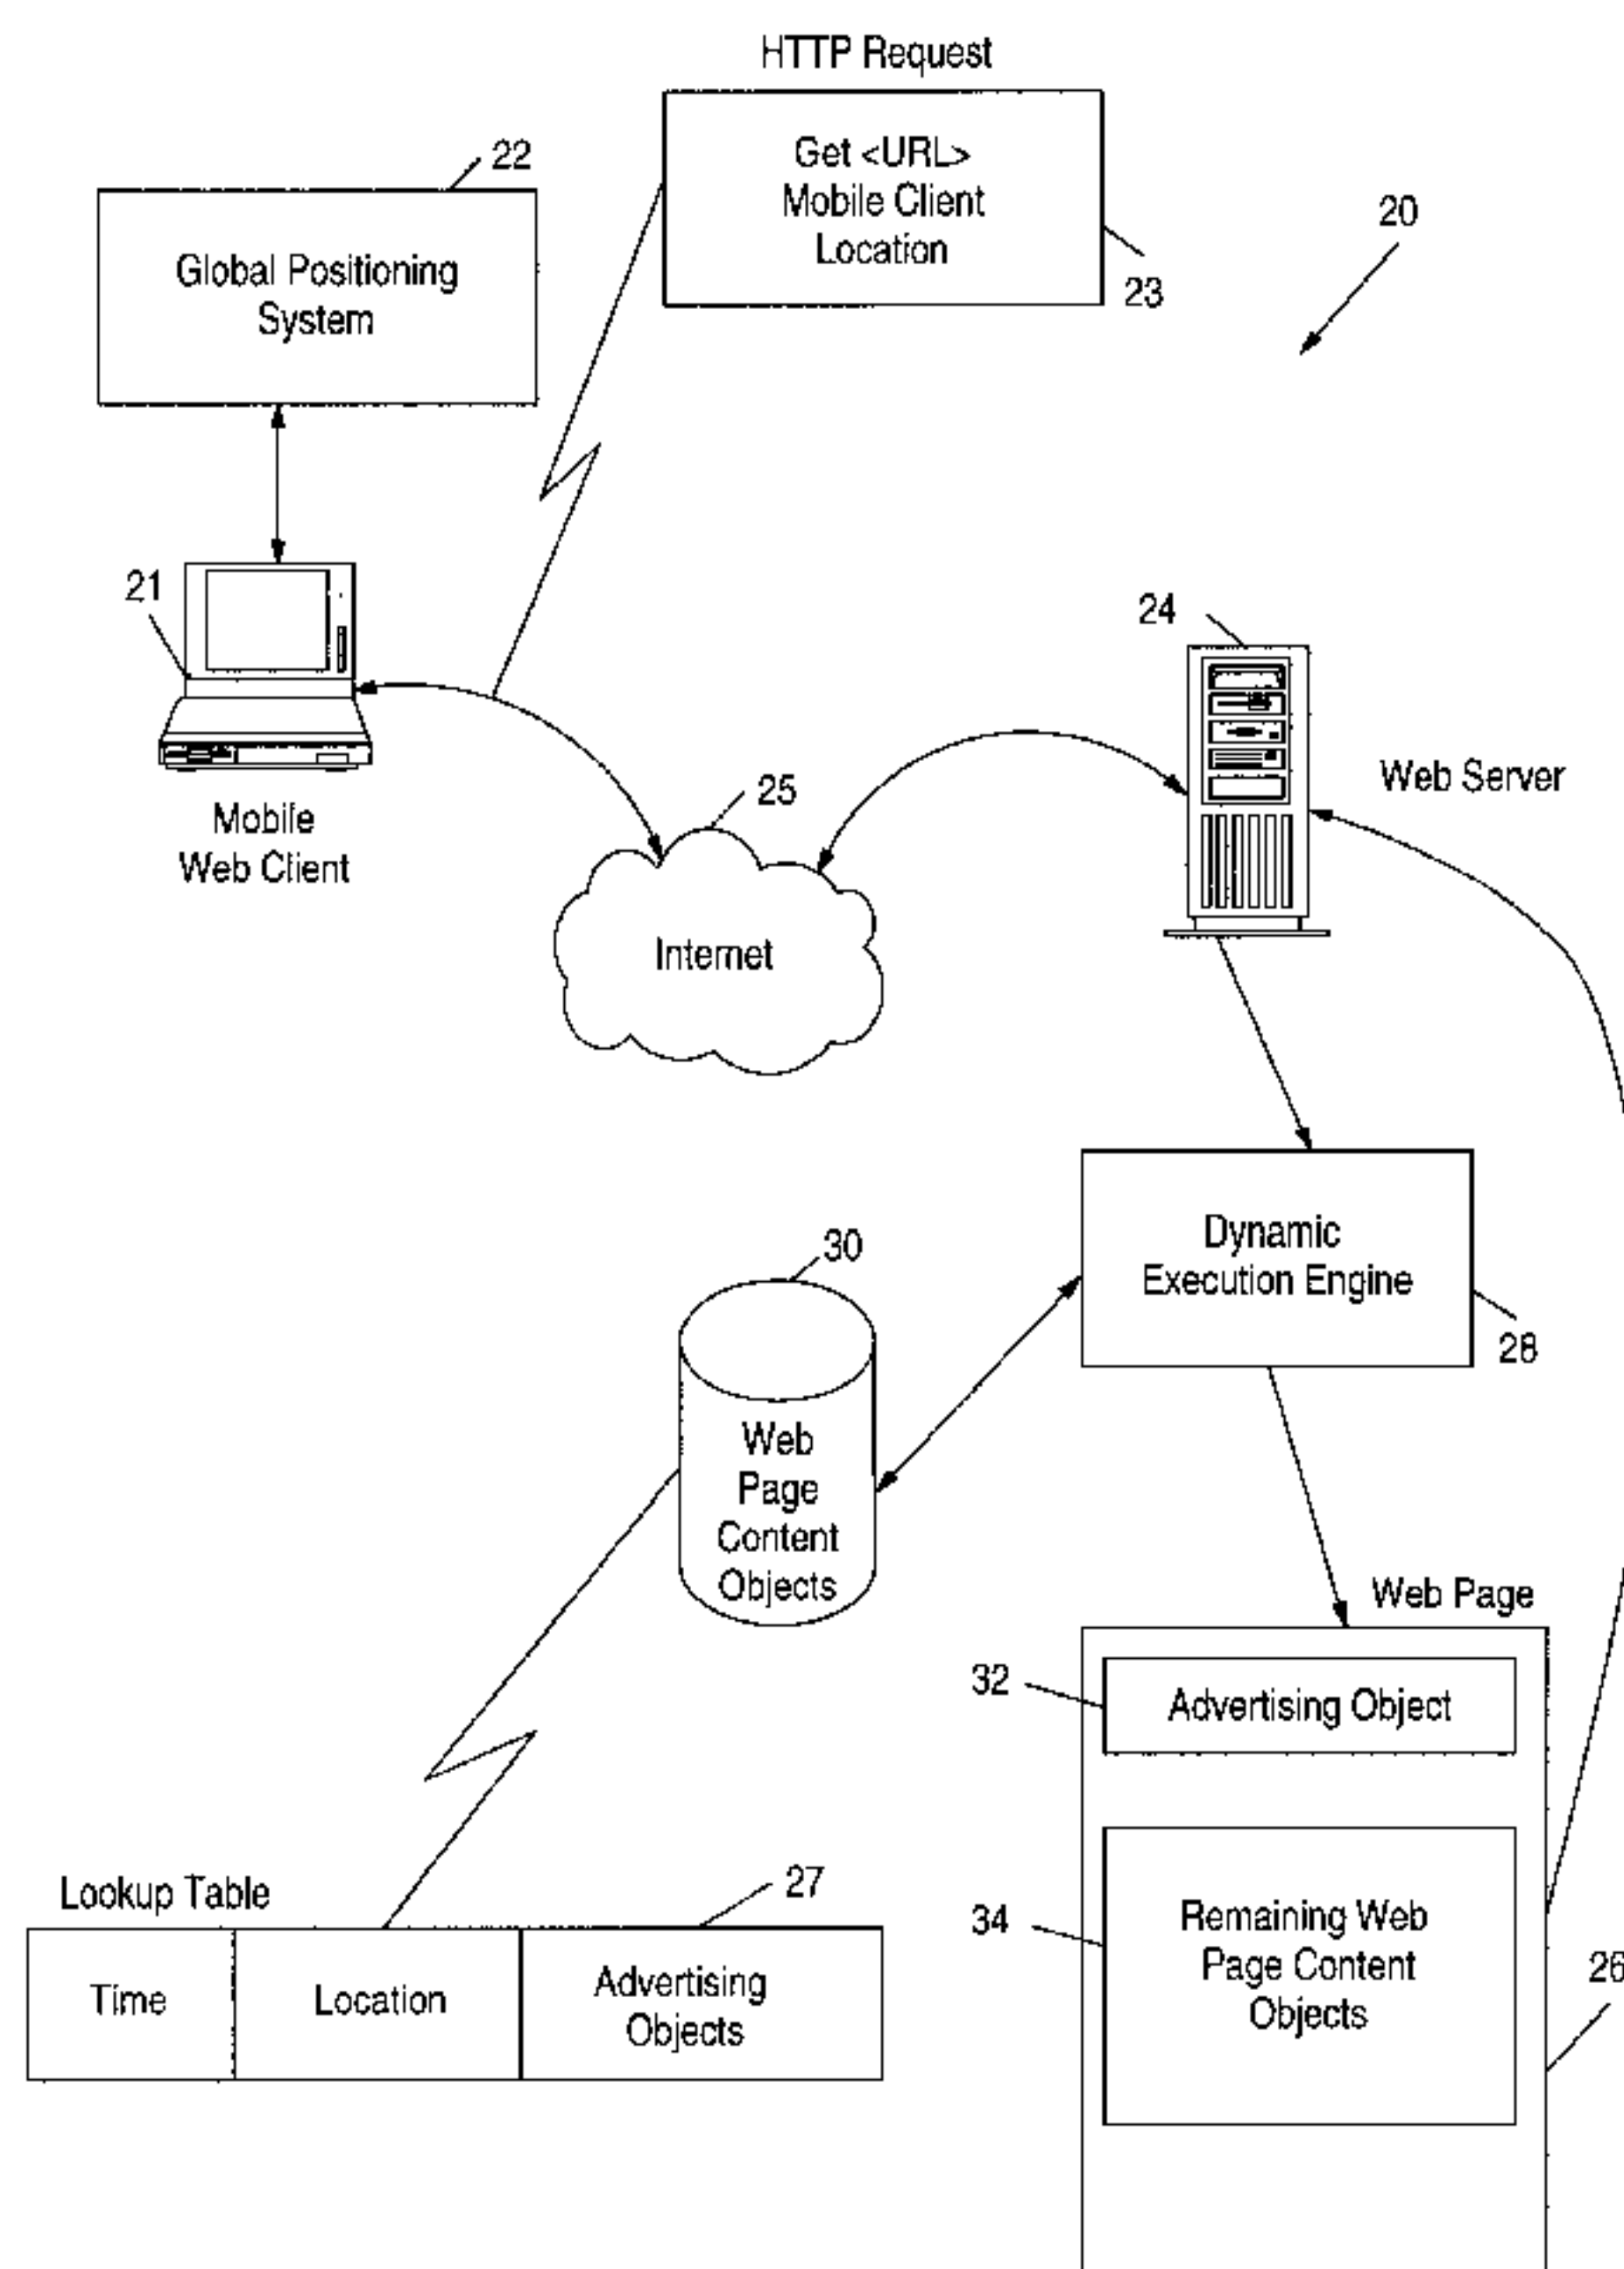 HTTP Request
Get <URL>
Mobile Client
Location
23
22
Global Positioning
System
20
21
Mobile
Web Client
24
Web Server
25
Internet
Dynamic
Execution Engine
28
30
Web
Page
Content
Objects
Web Page
32
Advertising Object
34
Remaining Web
Page Content
Objects
26
Lookup Table
27
Time
Location
Advertising
Objects